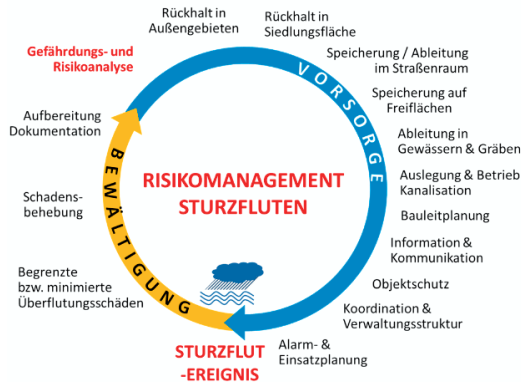 Gefährdungs- und
Risikoanalyse
Rückhalt in
Außengebieten
Rückhalt in
Siedlungsfläche
Speicherung / Ableitung
im Straßenraum
Speicherung auf
Freiflächen
Ableitung in
Gewässern & Gräben
Auslegung & Betrieb
Kanalisation
Bauleitplanung
Information &
Kommunikation
Objektschutz
Koordination &
Verwaltungsstruktur
Alarm- &
Einsatzplanung
STURZFLUT
-EREIGNIS
Begrenzte
bzw. minimierte
Überflutungsschäden
Schadens-
behebung
Aufbereitung
Dokumentation
VORSORGE
BEWÄLTIGUNG
RISIKOMANAGEMENT
STURZFLUTEN